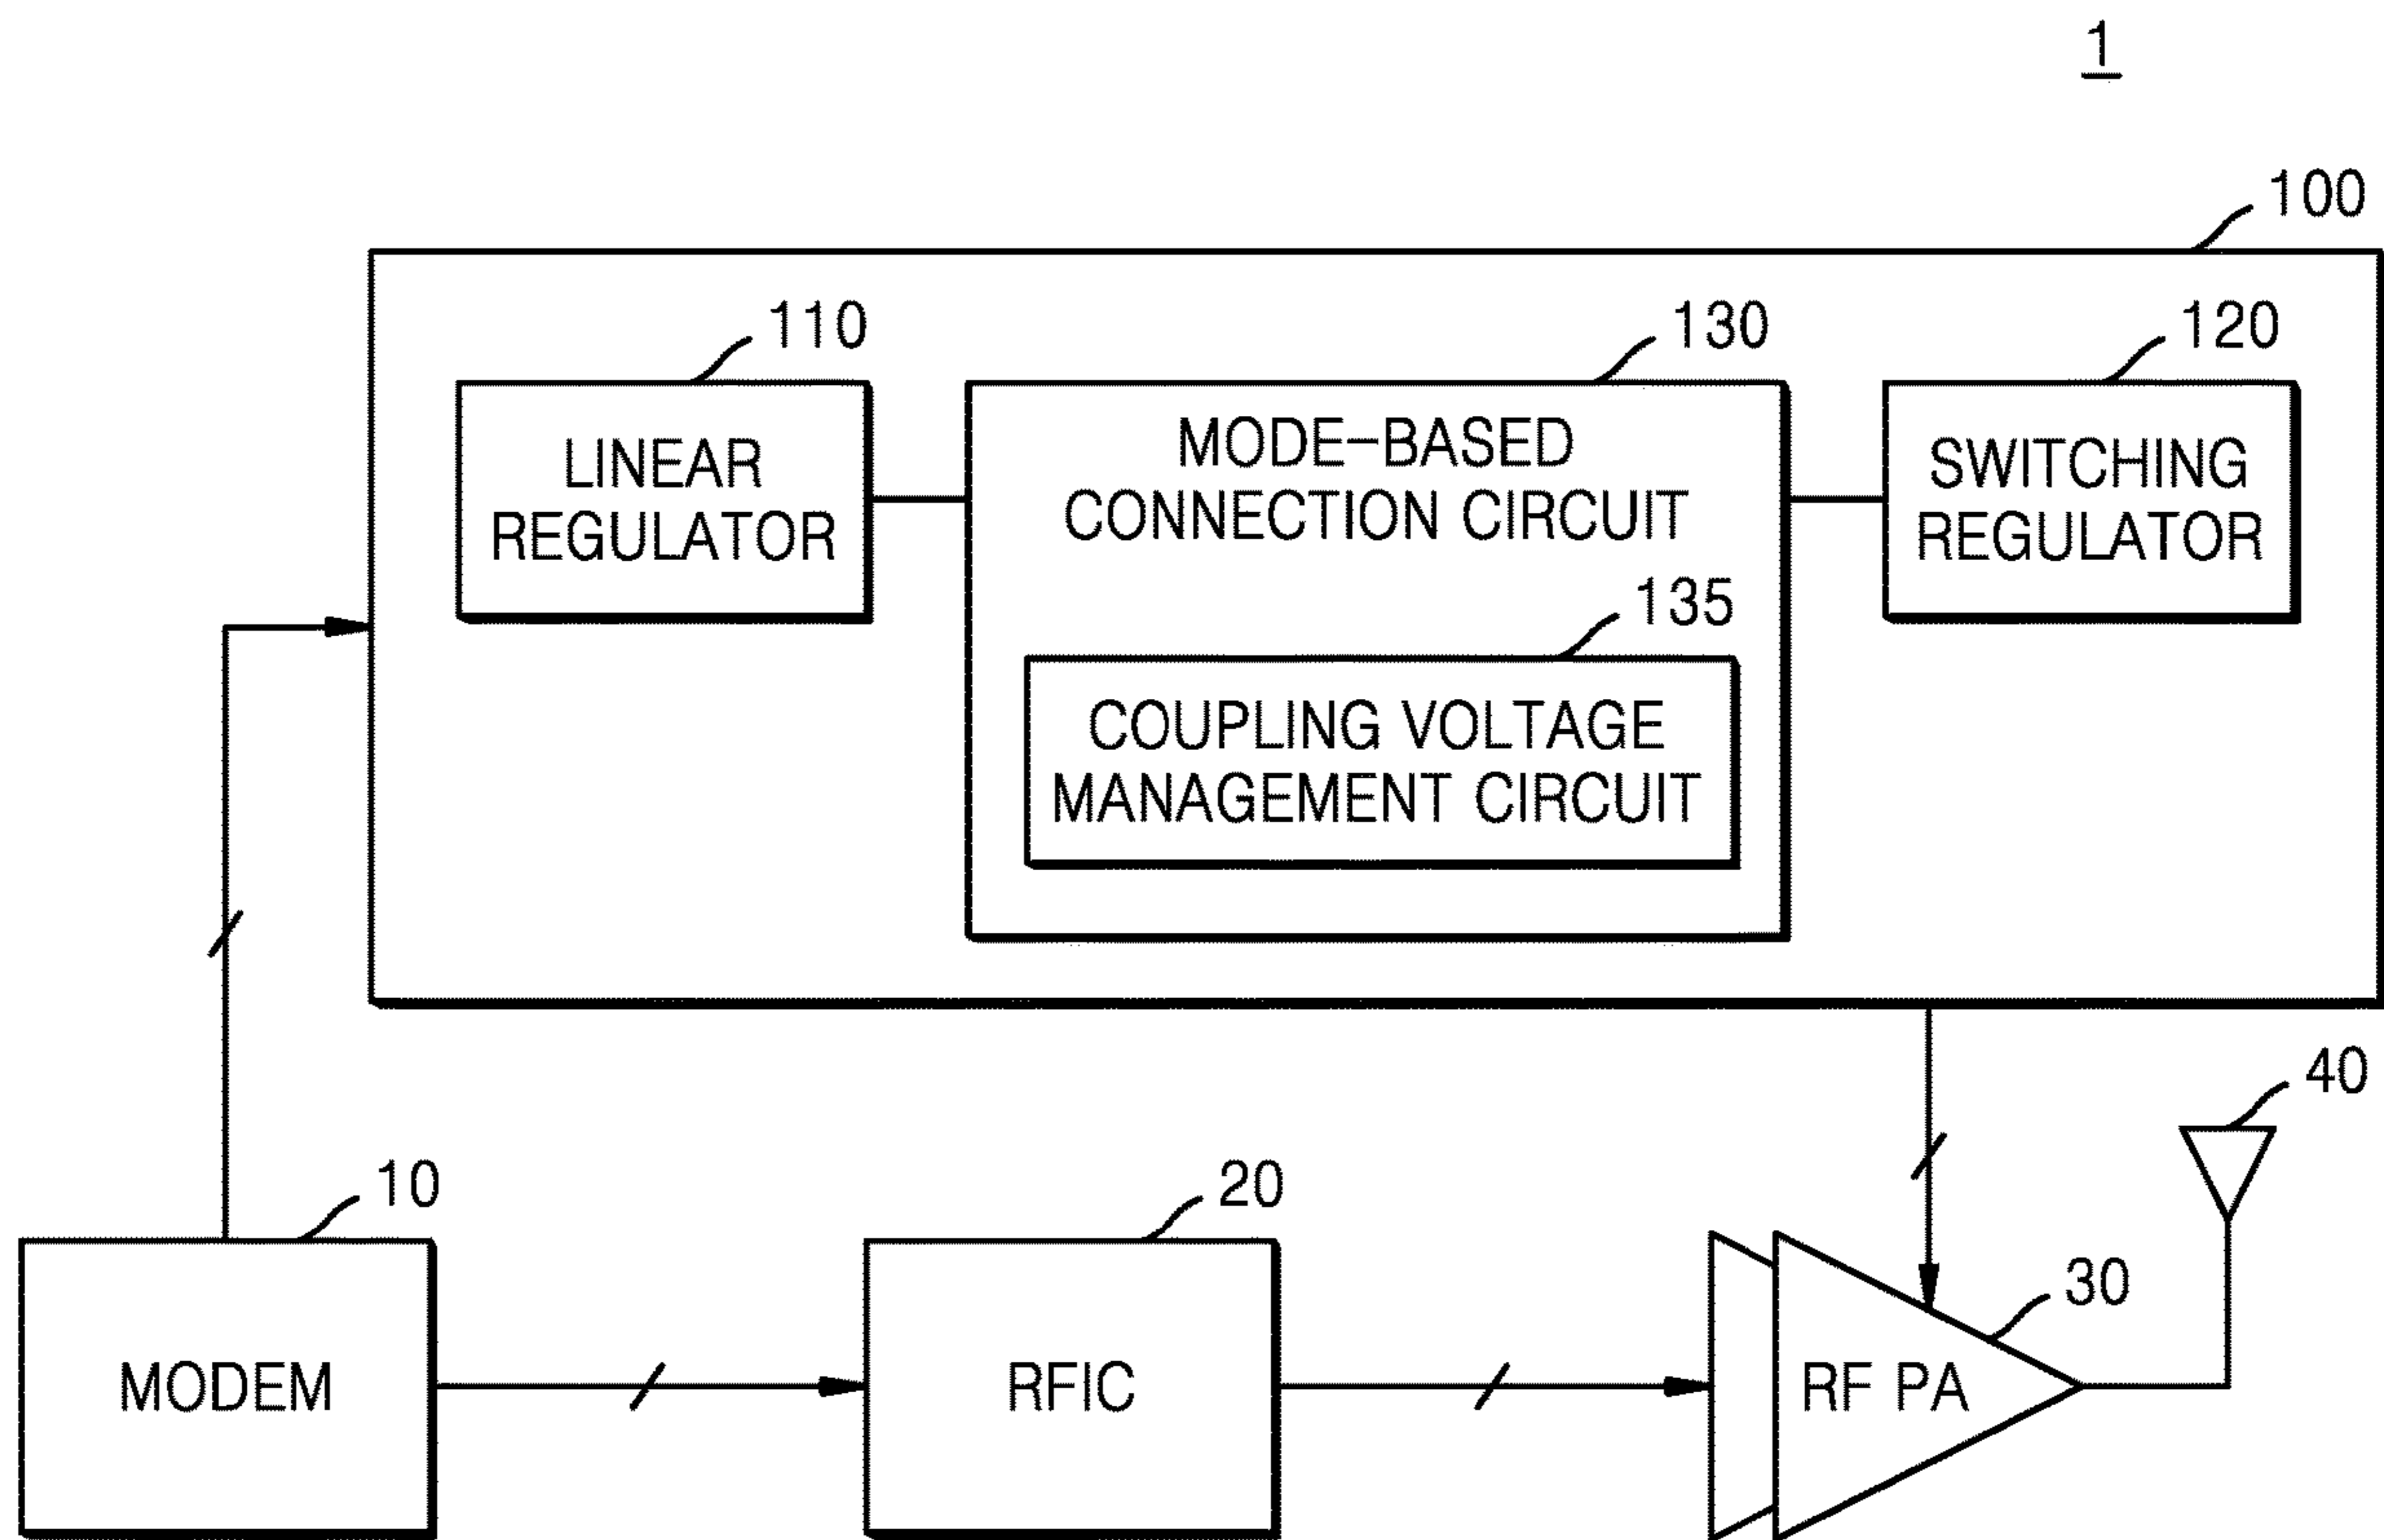 1
100
110
130
120
LINEAR
REGULATOR
MODE-BASED
CONNECTION CIRCUIT
SWITCHING
REGULATOR
135
COUPLING VOLTAGE
MANAGEMENT CIRCUIT
40
10
20
30
MODEM
RFIC
RF PA